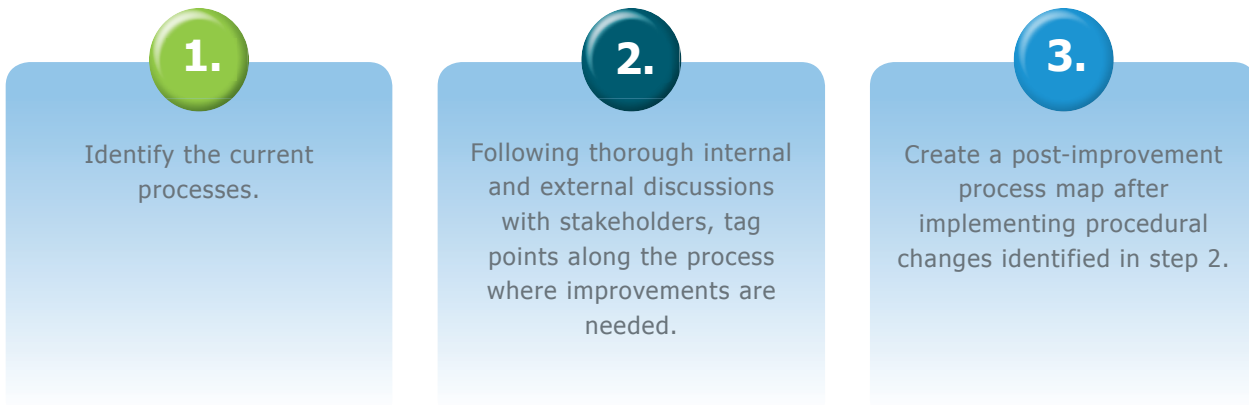 1.
Identify the current
processes.
2.
Following thorough internal
and external discussions
with stakeholders, tag
points along the process
where improvements are
needed.
3.
Create a post-improvement
process map after
implementing procedural
changes identified in step 2.